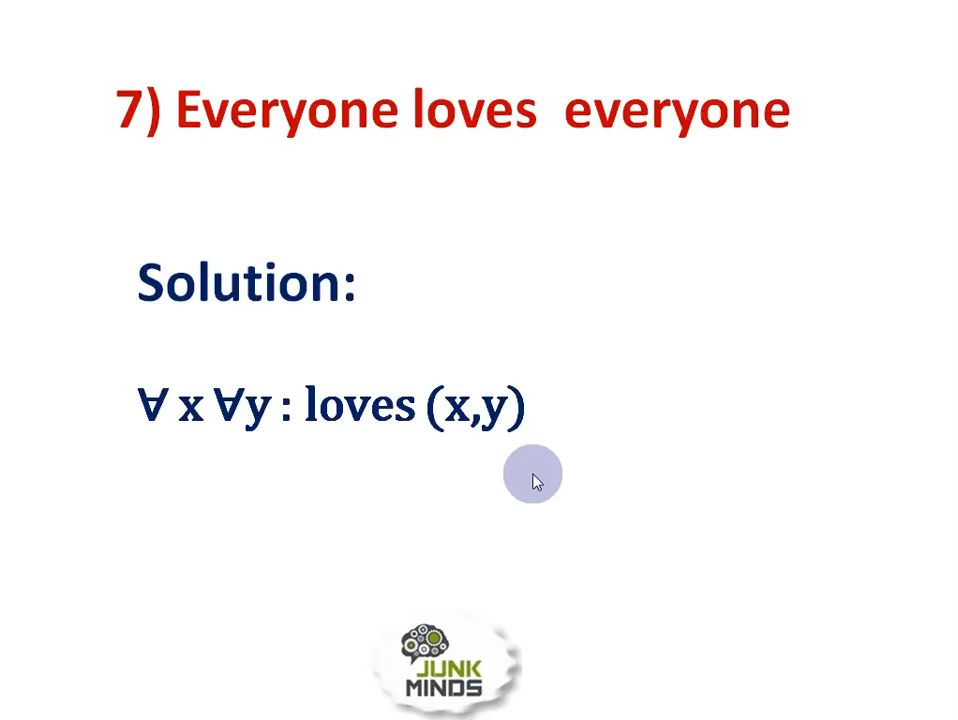 7) Everyone loves  everyone
Solution:
∀ x ∀y : loves (x,y)
JUNK
MINDS